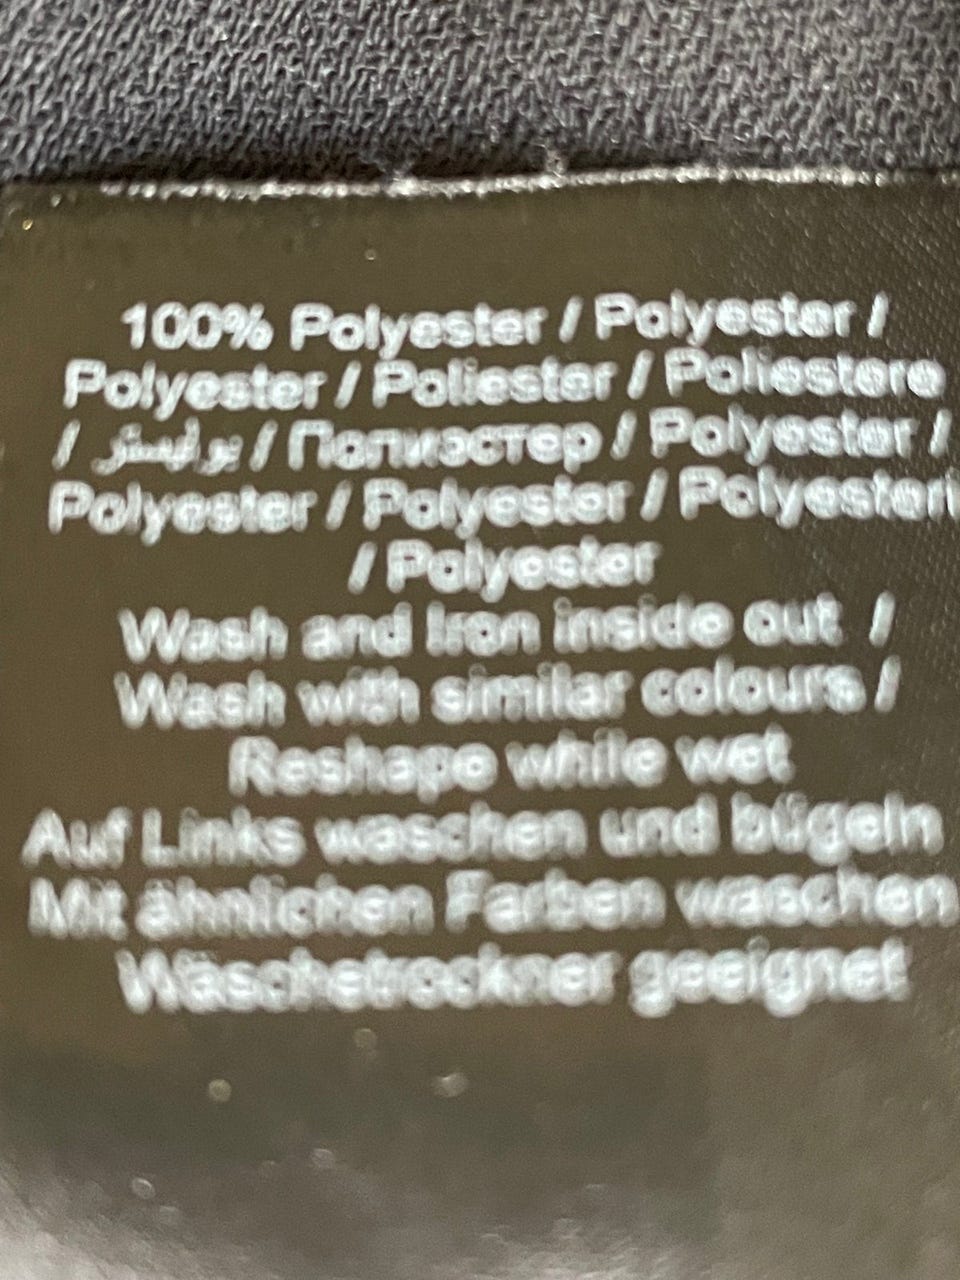 100% Polyester / Polyester /
Polyester / Poliester / Poliestere
/ بوليستر / Полиэстер / Polyester /
Polyester / Polyester / Polyesteri
/ Polyester
Wash and Iron inside out /
Wash with similar colours /
Reshape while wet
Auf Links waschen und bügeln
Mit ähnlichen Farben waschen
Wäschetrockner geeignet